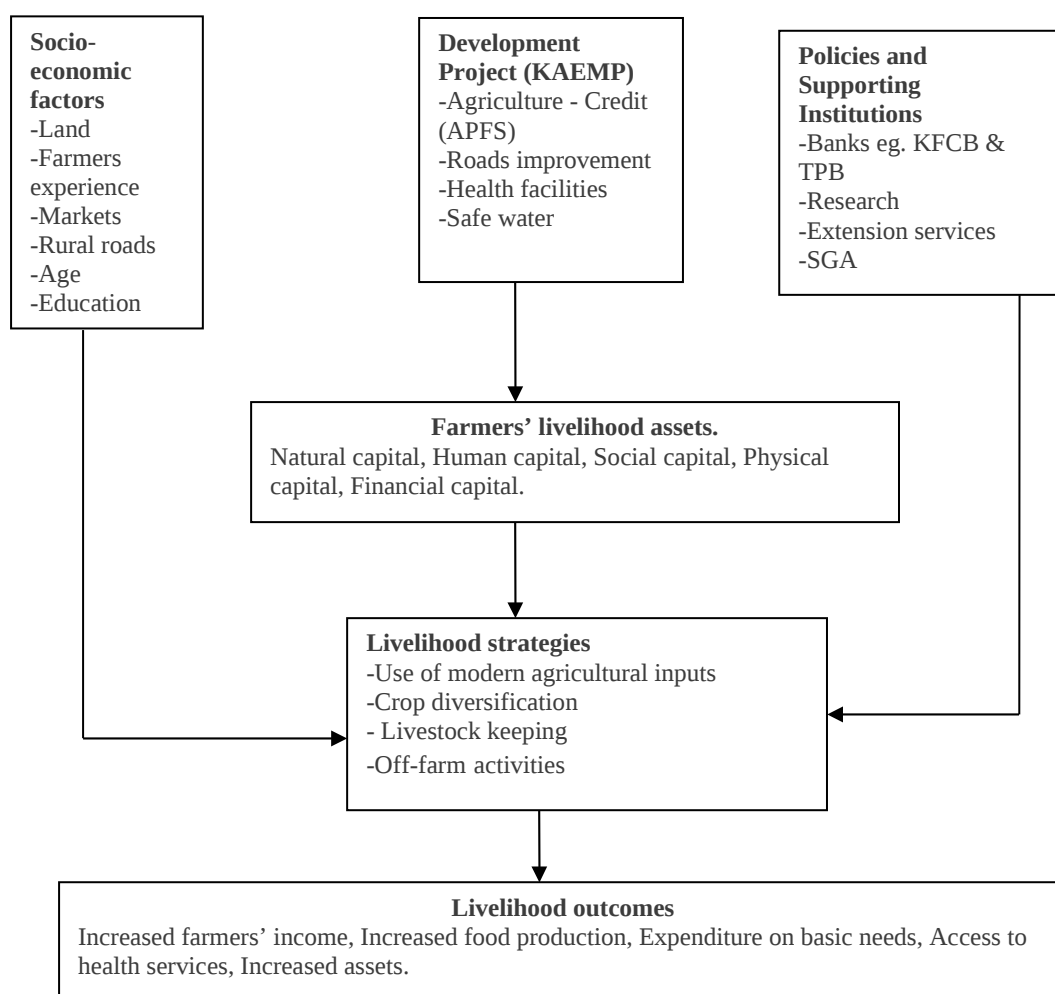 Socio-
economic
factors
-Land
-Farmers
experience
-Markets
-Rural roads
-Age
-Education
Development
Project (KAEMP)
-Agriculture - Credit
(APFS)
-Roads improvement
-Health facilities
-Safe water
Policies and
Supporting
Institutions
-Banks eg. KFCB &
TPB
-Research
-Extension services
-SGA
Farmers’ livelihood assets.
Natural capital, Human capital, Social capital, Physical
capital, Financial capital.
Livelihood strategies
-Use of modern agricultural inputs
-Crop diversification
- Livestock keeping
-Off-farm activities
Livelihood outcomes
Increased farmers’ income, Increased food production, Expenditure on basic needs, Access to
health services, Increased assets.